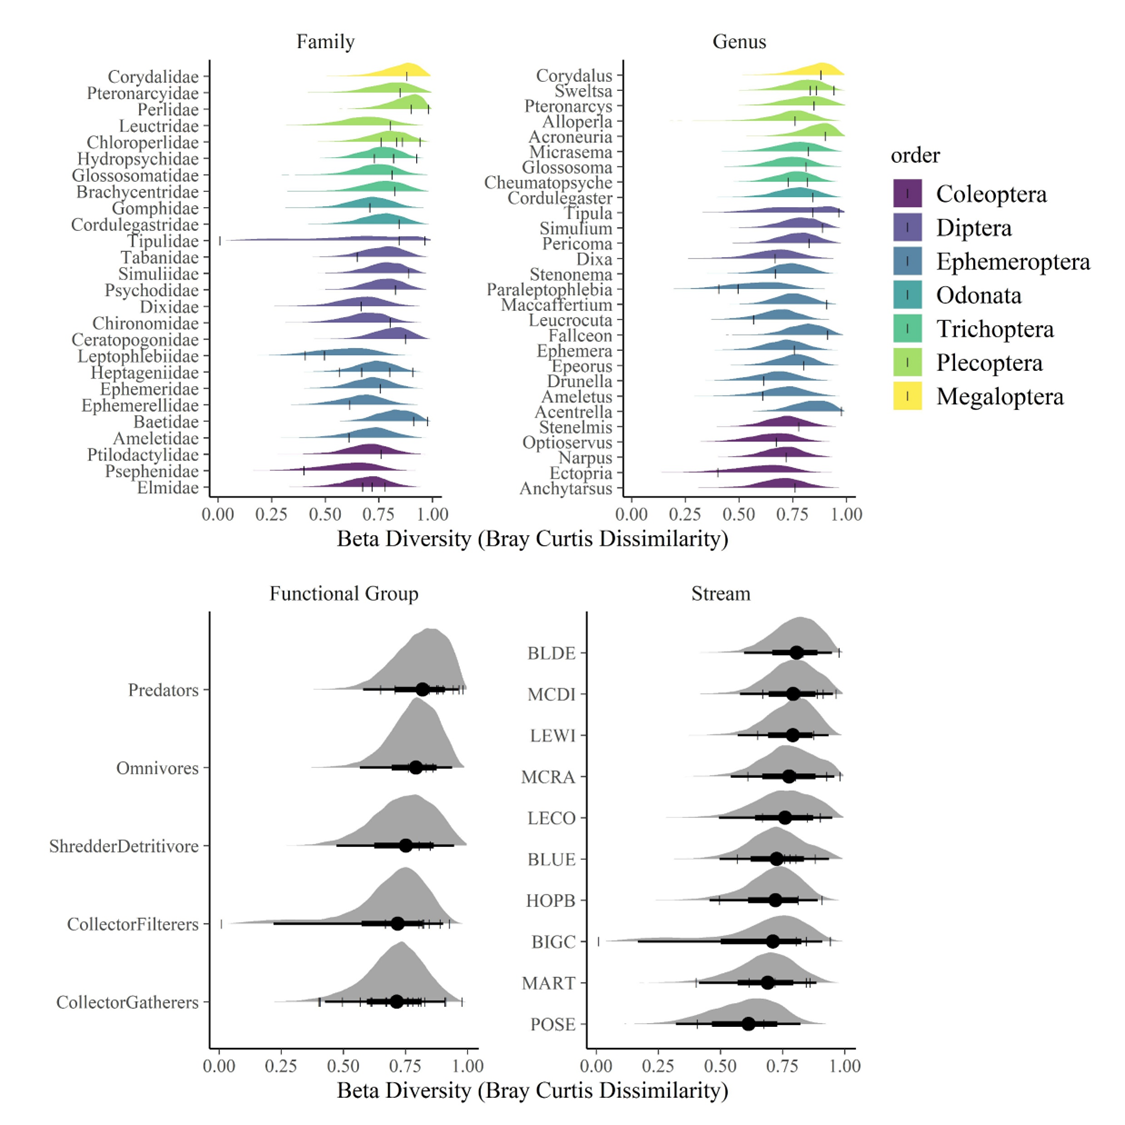 Family
Corydalidae
Pteronarcyidae
Perlidae
Leuctridae
Chloroperlidae
Hydropsychidae
Glossosomatidae
Brachycentridae
Gomphidae
Cordulegastridae
Tipulidae
Tabanidae
Simuliidae
Psychodidae
Dixidae
Chironomidae
Ceratopogonidae
Leptophlebiidae
Heptageniidae
Ephemeridae
Ephemerellidae
Baetidae
Ameletidae
Ptilodactylidae
Psephenidae
Elmidae
0.00 0.25 0.50 0.75 1.00
Genus
Corydalus
Sweltsa
Pteronarcys
Alloperla
Acroneuria
Micrasema
Glossosoma
Cheumatopsyche
Cordulegaster
Tipula
Simulium
Pericoma
Dixa
Stenonema
Paraleptophlebia
Maccaffertium
Leucrocuta
Fallceon
Ephemera
Epeorus
Drunella
Ameletus
Acentrella
Stenelmis
Optioservus
Narpus
Ectopria
Anchytarsus
0.00 0.25 0.50 0.75 1.00
Beta Diversity (Bray Curtis Dissimilarity)
order
Coleoptera
Diptera
Ephemeroptera
Odonata
Trichoptera
Plecoptera
Megaloptera
Functional Group
Predators
Omnivores
ShredderDetritivore
CollectorFilterers
CollectorGatherers
0.00 0.25 0.50 0.75 1.00
Stream
BLDE
MCDI
LEWI
MCRA
LECO
BLUE
HOPB
BIGC
MART
POSE
0.00 0.25 0.50 0.75 1.00
Beta Diversity (Bray Curtis Dissimilarity)